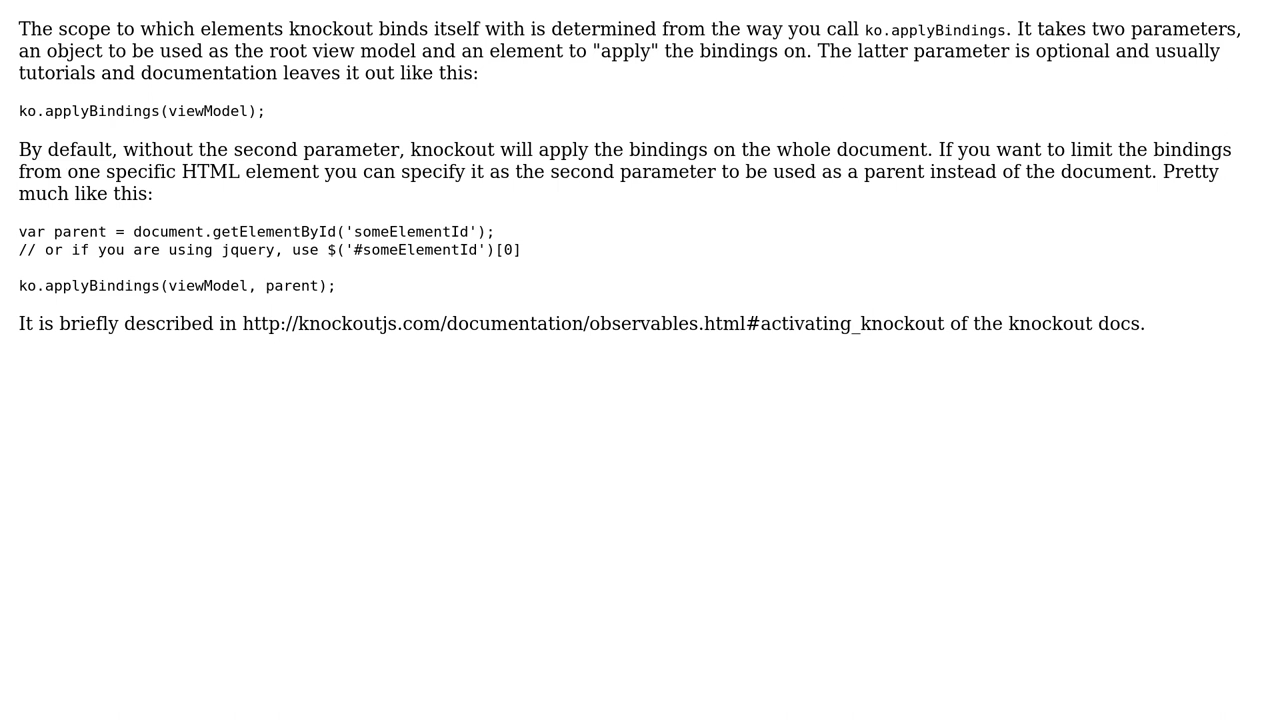 The scope to which elements knockout binds itself with is determined from the way you call ko.applyBindings. It takes two parameters,
an object to be used as the root view model and an element to "apply" the bindings on. The latter parameter is optional and usually
tutorials and documentation leaves it out like this:
ko.applyBindings(viewModel);
By default, without the second parameter, knockout will apply the bindings on the whole document. If you want to limit the bindings
from one specific HTML element you can specify it as the second parameter to be used as a parent instead of the document. Pretty
much like this:
var parent = document.getElementById('someElementId');
// or if you are using jquery, use $('#someElementId')[0]
ko.applyBindings(viewModel, parent);
It is briefly described in http://knockoutjs.com/documentation/observables.html#activating_knockout of the knockout docs.